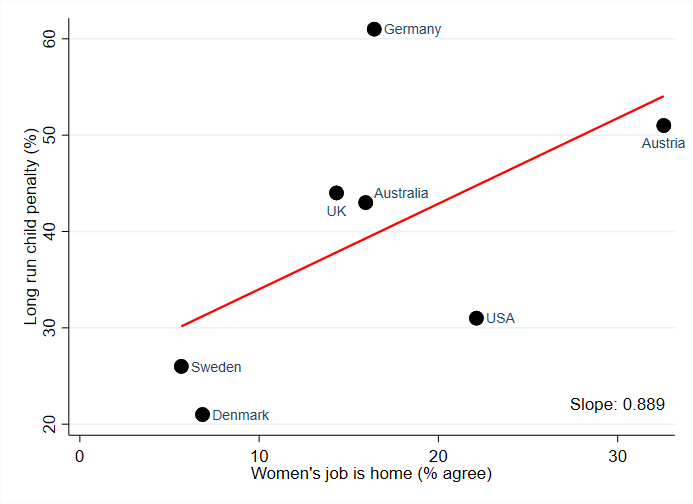 60
Germany
50
Austria
Long run child penalty (%)
Australia
UK
40
30
USA
Sweden
Slope: 0.889
Denmark
20
0
10
20
30
Women's job is home (% agree)